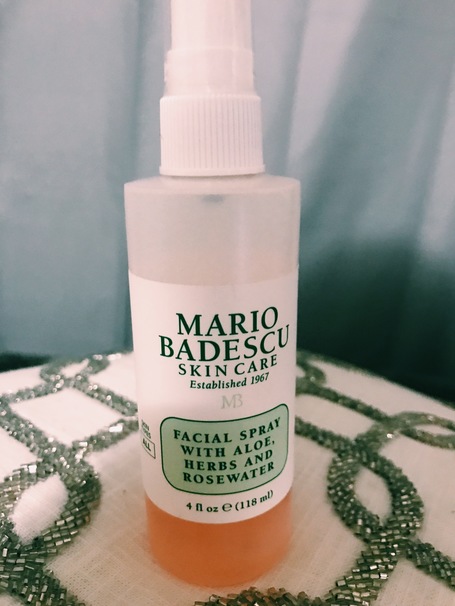 MARIO
BADESCU
SKIN CARE
Established 1967
MB
FACIAL SPRAY
WITH ALOE,
HERBS AND
ROSEWATER
ALL
4 fl oz e (118 ml)